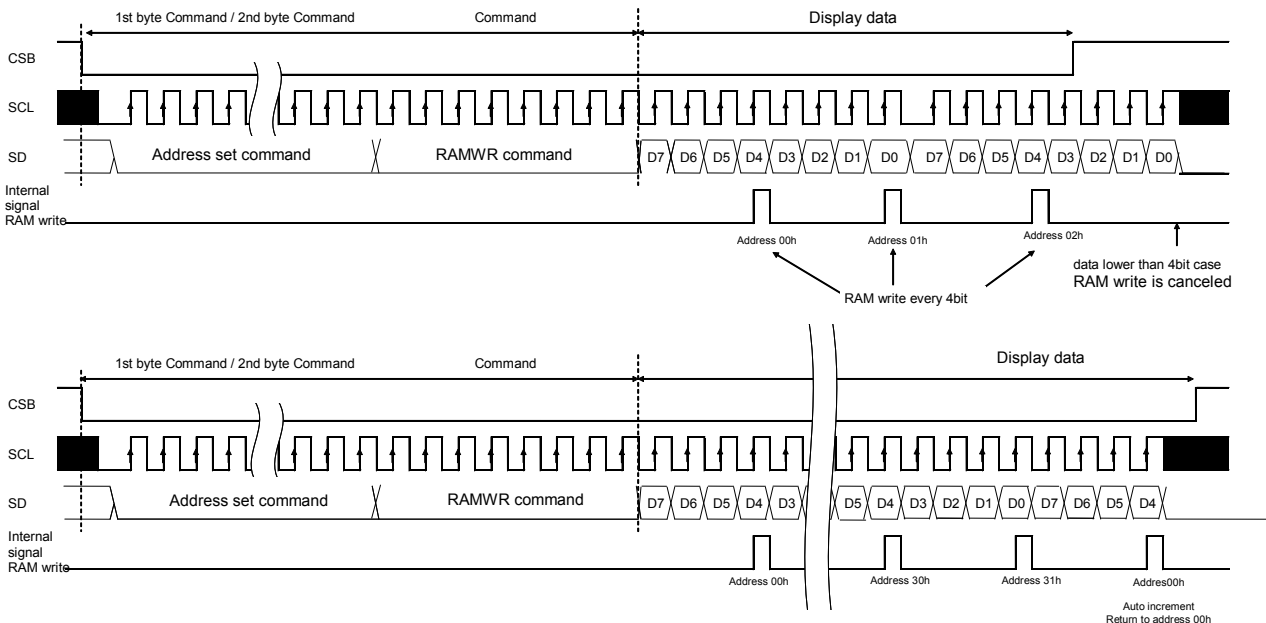 1st byte Command / 2nd byte Command Command Display data
CSB
SCL
SD Address set command RAMWR command D7 D6 D5 D4 D3 D2 D1 D0 D7 D6 D5 D4 D3 D2 D1 D0
Internal
signal
RAM write
Address 00h Address 01h Address 02h
data lower than 4bit case
RAM write is canceled
RAM write every 4bit
1st byte Command / 2nd byte Command Command Display data
CSB
SCL
SD Address set command RAMWR command D7 D6 D5 D4 D3 D5 D4 D3 D2 D1 D0 D7 D6 D5 D4
Internal
signal
RAM write
Address 00h Address 30h Address 31h Addres00h
Auto increment
Return to address 00h